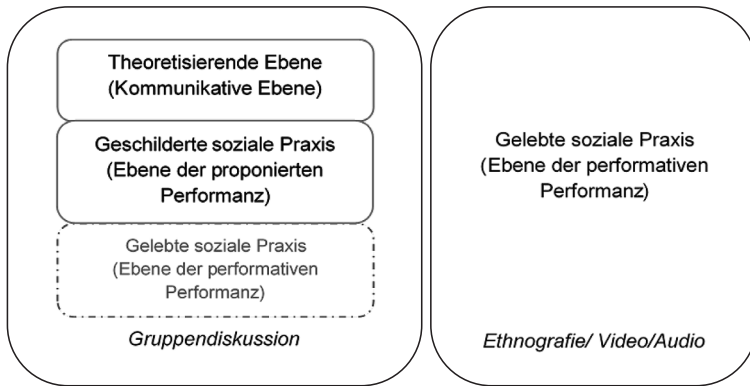 Theoretisierende Ebene
(Kommunikative Ebene)
Geschilderte soziale Praxis
(Ebene der proponierten
Performanz)
Gelebte soziale Praxis
(Ebene der performativen
Performanz)
Gruppendiskussion
Gelebte soziale Praxis
(Ebene der performativen
Performanz)
Ethnografie/ Video/Audio